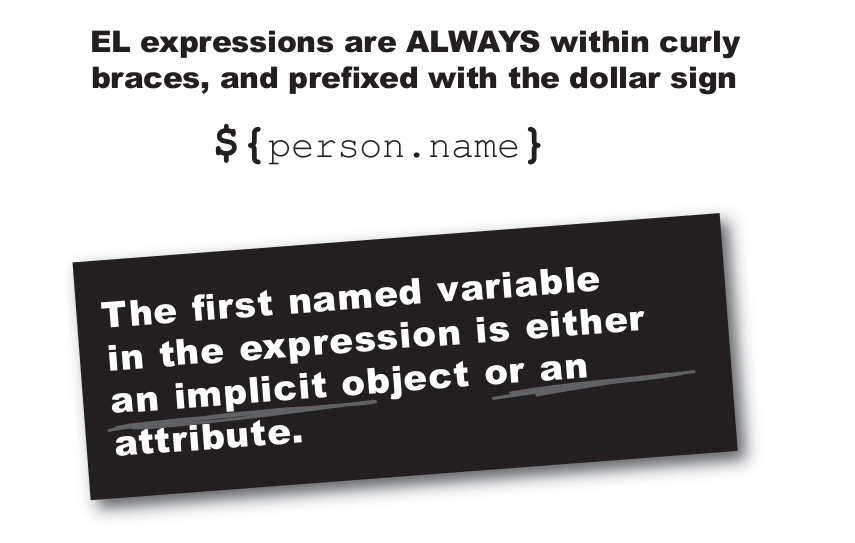 EL expressions are ALWAYS within curly
braces, and prefixed with the dollar sign
${person.name}
The first named variable
in the expression is either
an implicit object or an
attribute.